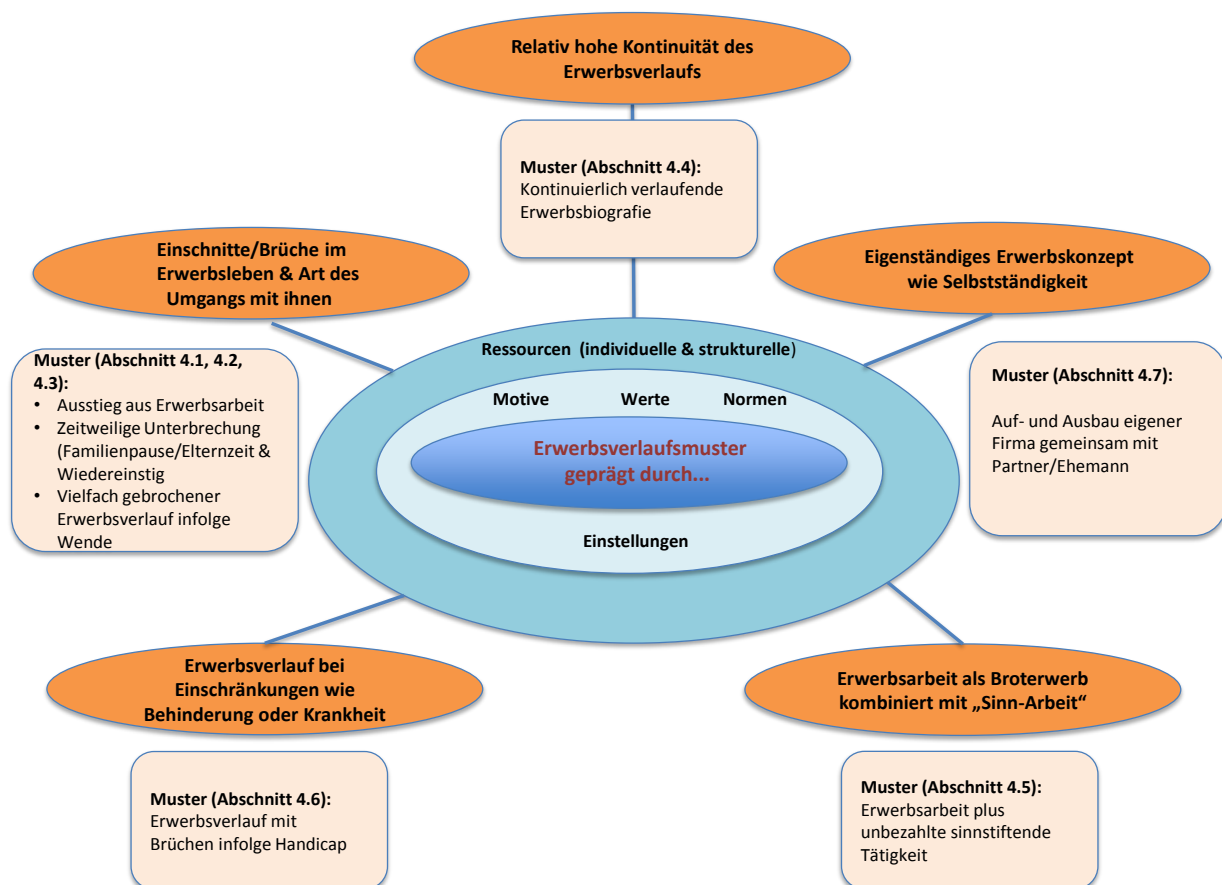 Relativ hohe Kontinuität des
Erwerbsverlaufs
Muster (Abschnitt 4.4):
Kontinuierlich verlaufende
Erwerbsbiografie
Einschnitte/Brüche im
Erwerbsleben & Art des
Umgangs mit ihnen
Muster (Abschnitt 4.1, 4.2,
4.3):
• Ausstieg aus Erwerbsarbeit
• Zeitweilige Unterbrechung
(Familienpause/Elternzeit &
Wiedereinstig
• Vielfach gebrochener
Erwerbsverlauf infolge
Wende
Eigenständiges Erwerbskonzept
wie Selbstständigkeit
Muster (Abschnitt 4.7):
Auf- und Ausbau eigener
Firma gemeinsam mit
Partner/Ehemann
Ressourcen (individuelle & strukturelle)
Motive Werte Normen
Erwerbsverlaufsmuster
geprägt durch...
Einstellungen
Erwerbsverlauf bei
Einschränkungen wie
Behinderung oder Krankheit
Muster (Abschnitt 4.6):
Erwerbsverlauf mit
Brüchen infolge Handicap
Erwerbsarbeit als Broterwerb
kombiniert mit „Sinn-Arbeit“
Muster (Abschnitt 4.5):
Erwerbsarbeit plus
unbezahlte sinnstiftende
Tätigkeit